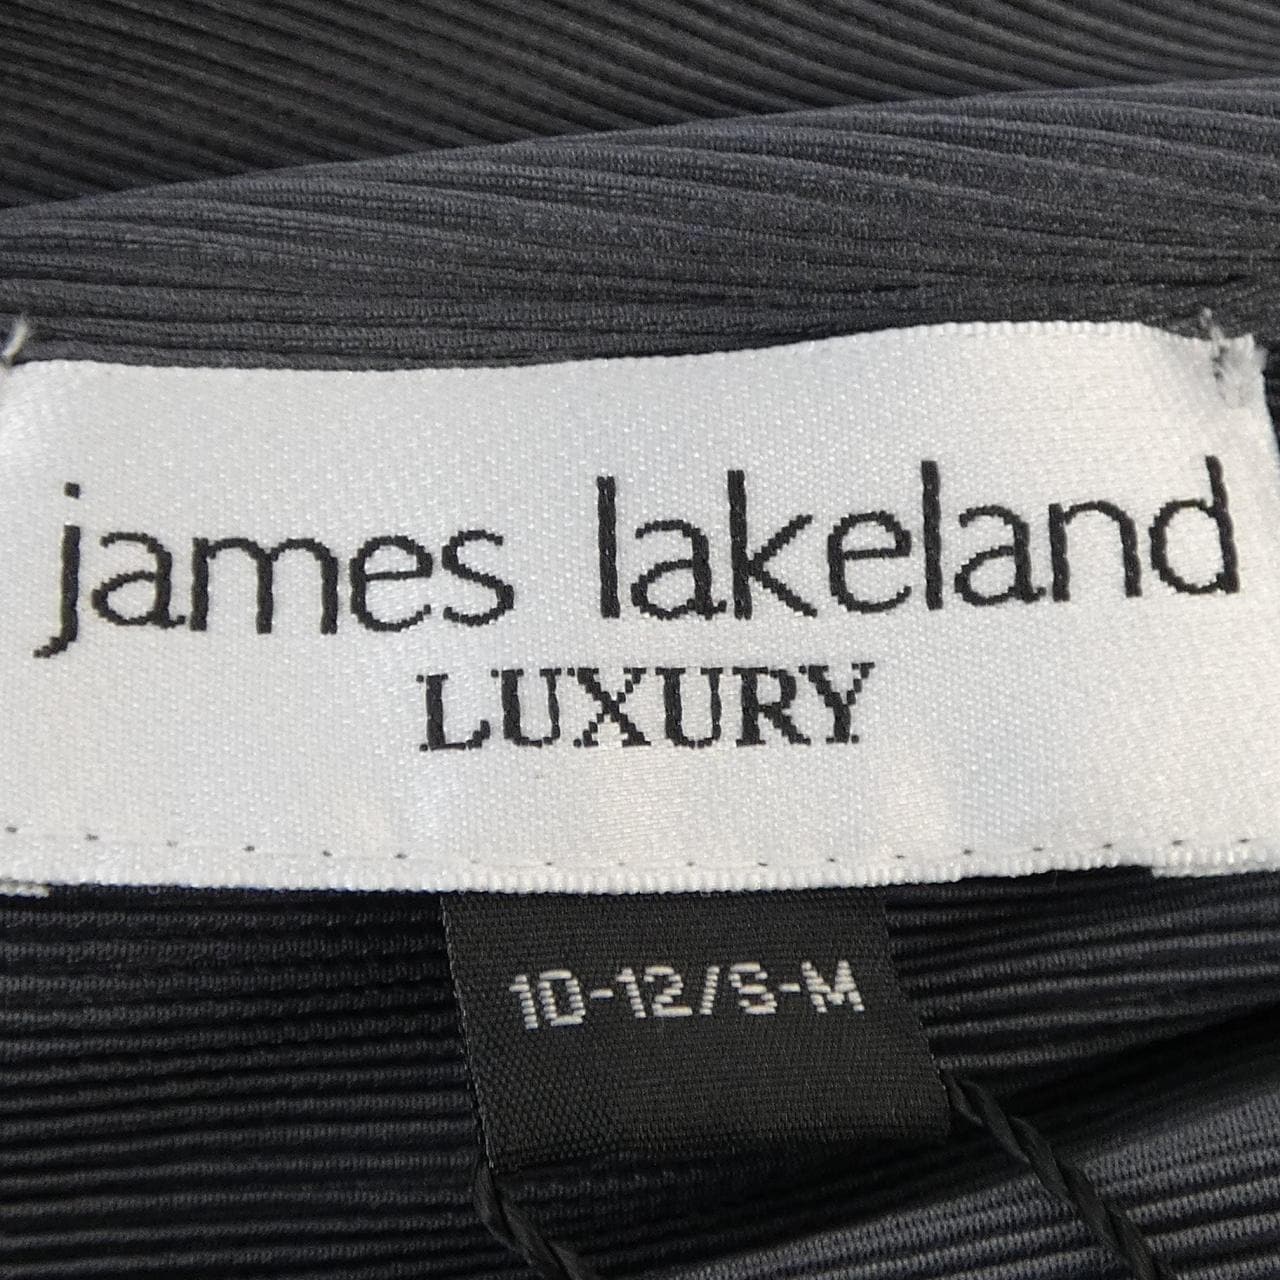 james lakeland
LUXURY
10-12/S-M